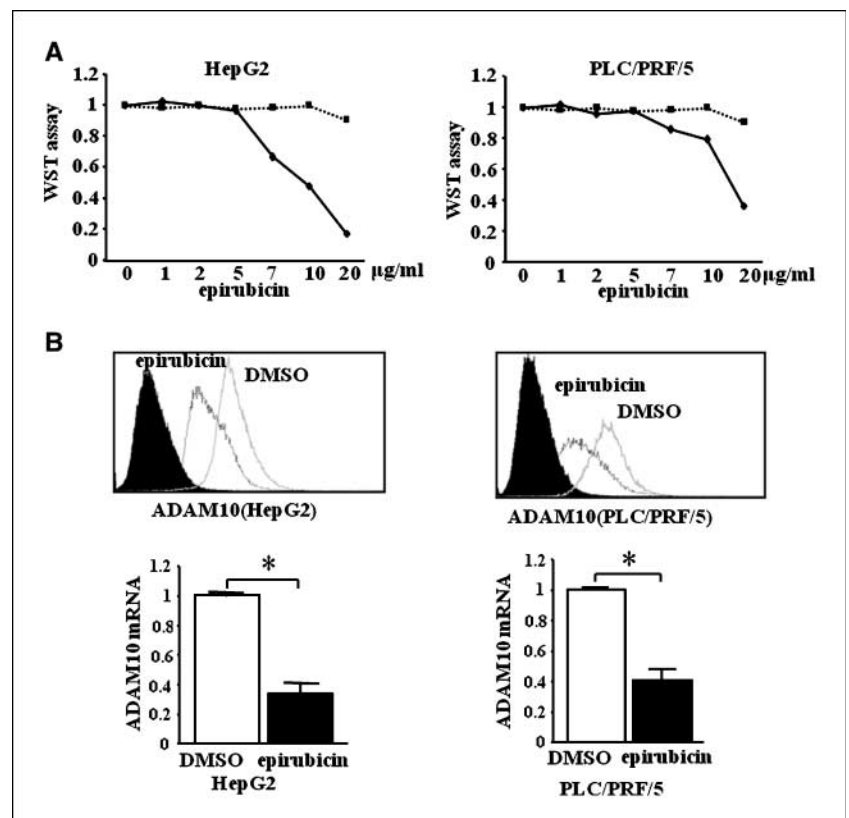 A
HepG2
WST assay
1.2
1
0.8
0.6
0.4
0.2
0
0 1 2 5 7 10 20 µg/ml
epirubicin
PLC/PRF/5
WST assay
1.2
1
0.8
0.6
0.4
0.2
0
0 1 2 5 7 10 20 µg/ml
epirubicin
B
epirubicin
DMSO
ADAM10(HepG2)
epirubicin
DMSO
ADAM10(PLC/PRF/5)
ADAM10 mRNA
1.2
1
0.8
0.6
0.4
0.2
0
*
DMSO epirubicin
HepG2
ADAM10 mRNA
1.2
1
0.8
0.6
0.4
0.2
0
*
DMSO epirubicin
PLC/PRF/5